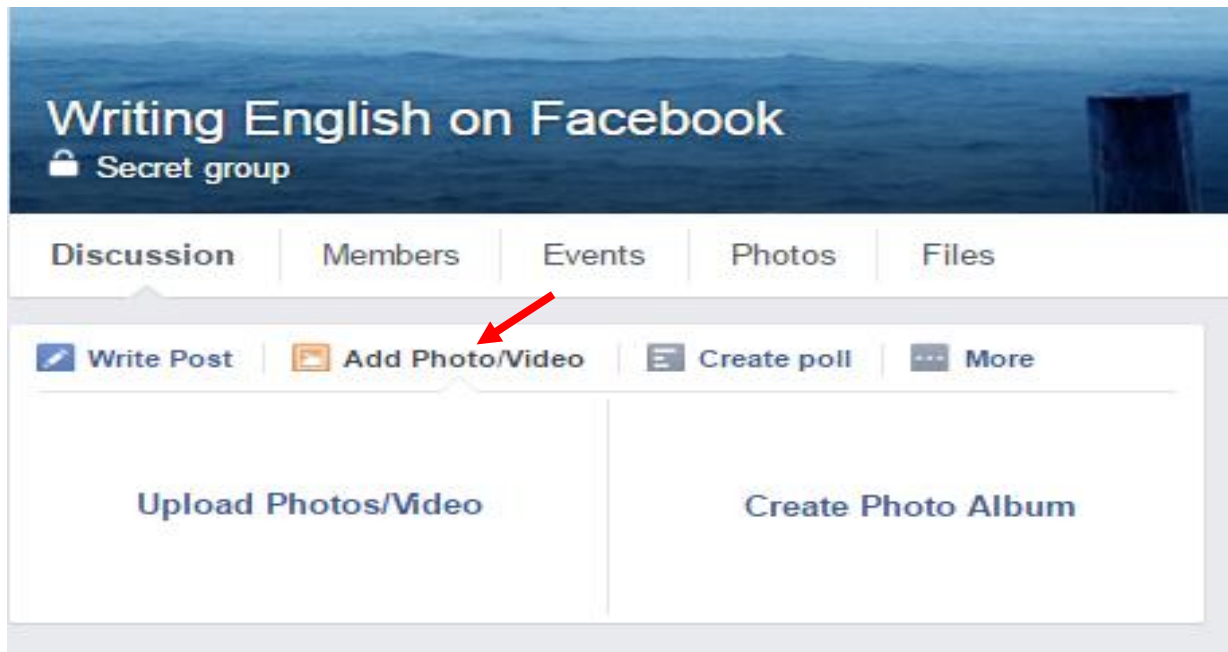 Writing English on Facebook
Secret group
Discussion Members Events Photos Files
Write Post Add Photo/Video Create poll More
Upload Photos/Video Create Photo Album